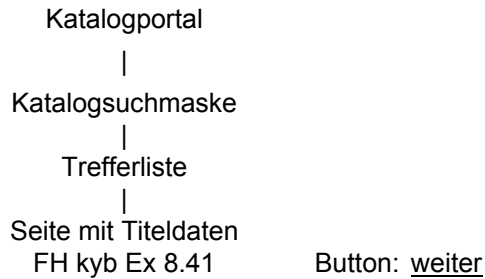 Katalogportal
|
Katalogsuchmaske
|
Trefferliste
|
Seite mit Titeldaten
FH kyb Ex 8.41 Button: weiter